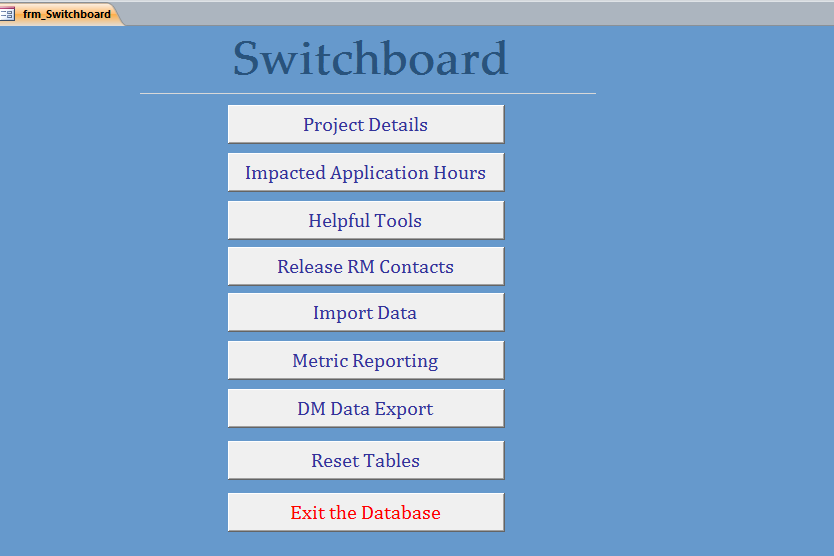 frm_Switchboard
Switchboard
Project Details
Impacted Application Hours
Helpful Tools
Release RM Contacts
Import Data
Metric Reporting
DM Data Export
Reset Tables
Exit the Database